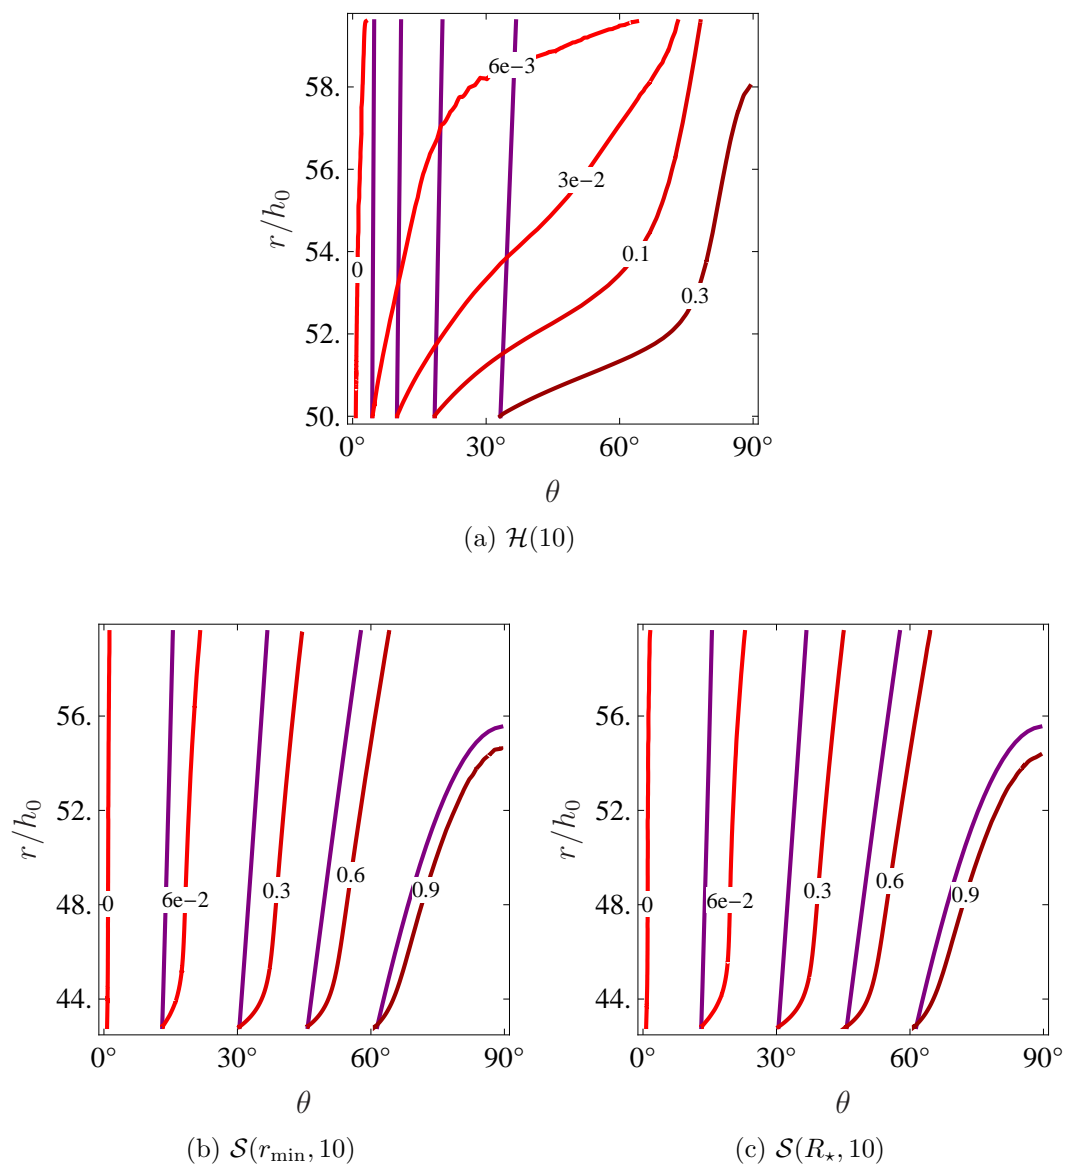 6e−3
58.
56.
3e−2
r/h₀
54.
0.1
0
0.3
52.
50.
0° 30° 60° 90°
θ
(a) ℋ(10)
56.
52.
r/h₀
0.6
0.3 0.9
0 6e−2
48.
44.
0° 30° 60° 90°
θ
(b) 𝒮(r_min, 10)
56.
52.
r/h₀
0.6
0.3 0.9
0 6e−2
48.
44.
0° 30° 60° 90°
θ
(c) 𝒮(R⋆, 10)